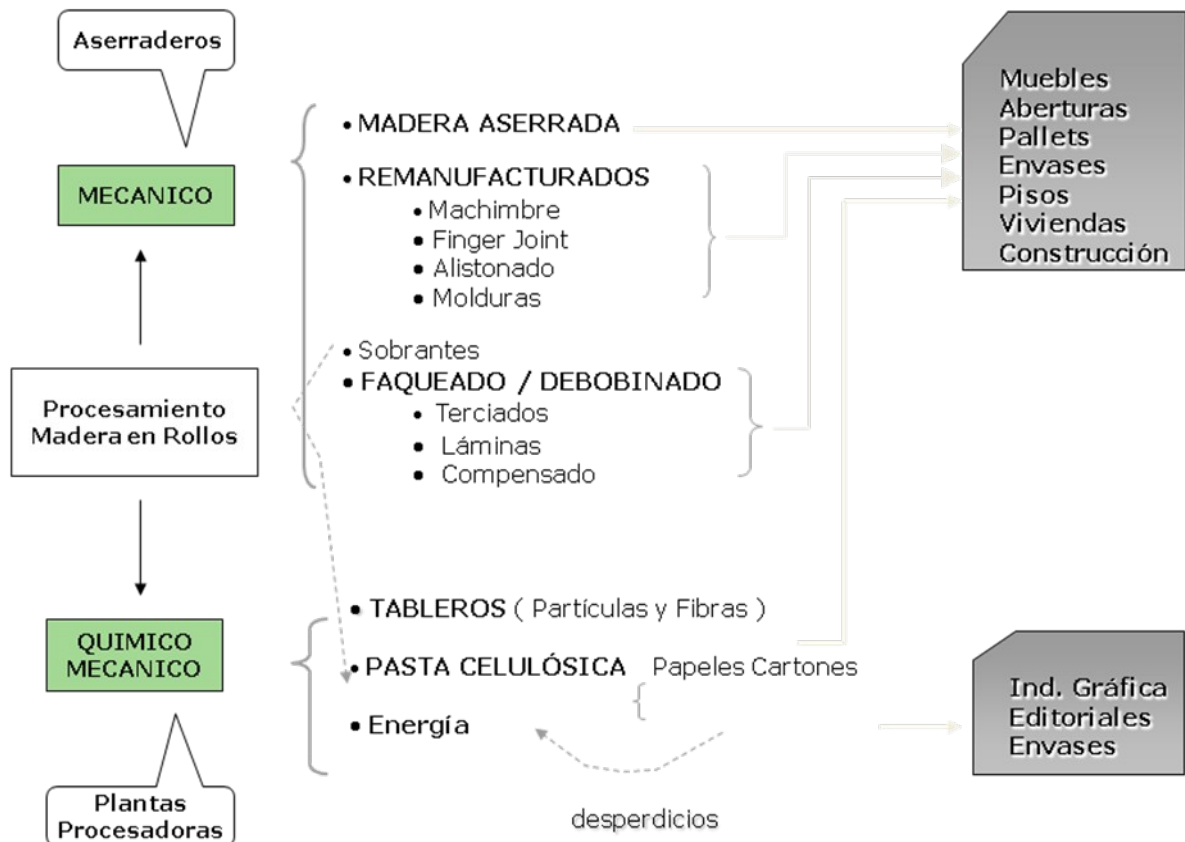 Aserraderos
MECANICO
Procesamiento
Madera en Rollos
QUIMICO
MECANICO
Plantas
Procesadoras
• MADERA ASERRADA
• REMANUFACTURADOS
• Machimbre
• Finger Joint
• Alistonado
• Molduras
• Sobrantes
• FAQUEADO / DEBOBINADO
• Terciados
• Láminas
• Compensado
• TABLEROS ( Partículas y Fibras )
• PASTA CELULÓSICA Papeles Cartones
• Energía
desperdicios
Muebles
Aberturas
Pallets
Envases
Pisos
Viviendas
Construcción
Ind. Gráfica
Editoriales
Envases